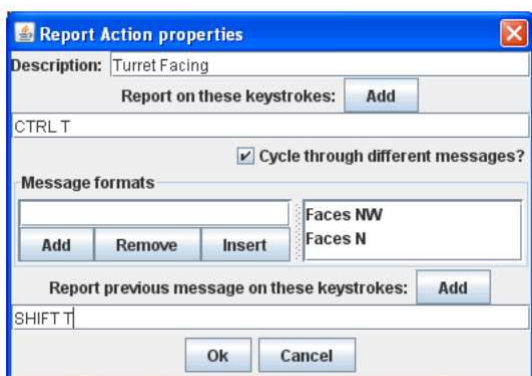 Report Action properties
Description: Turret Facing
Report on these keystrokes: Add
CTRL T
Cycle through different messages?
Message formats
Faces NW
Faces N
Add Remove Insert
Report previous message on these keystrokes: Add
SHIFT T
Ok Cancel